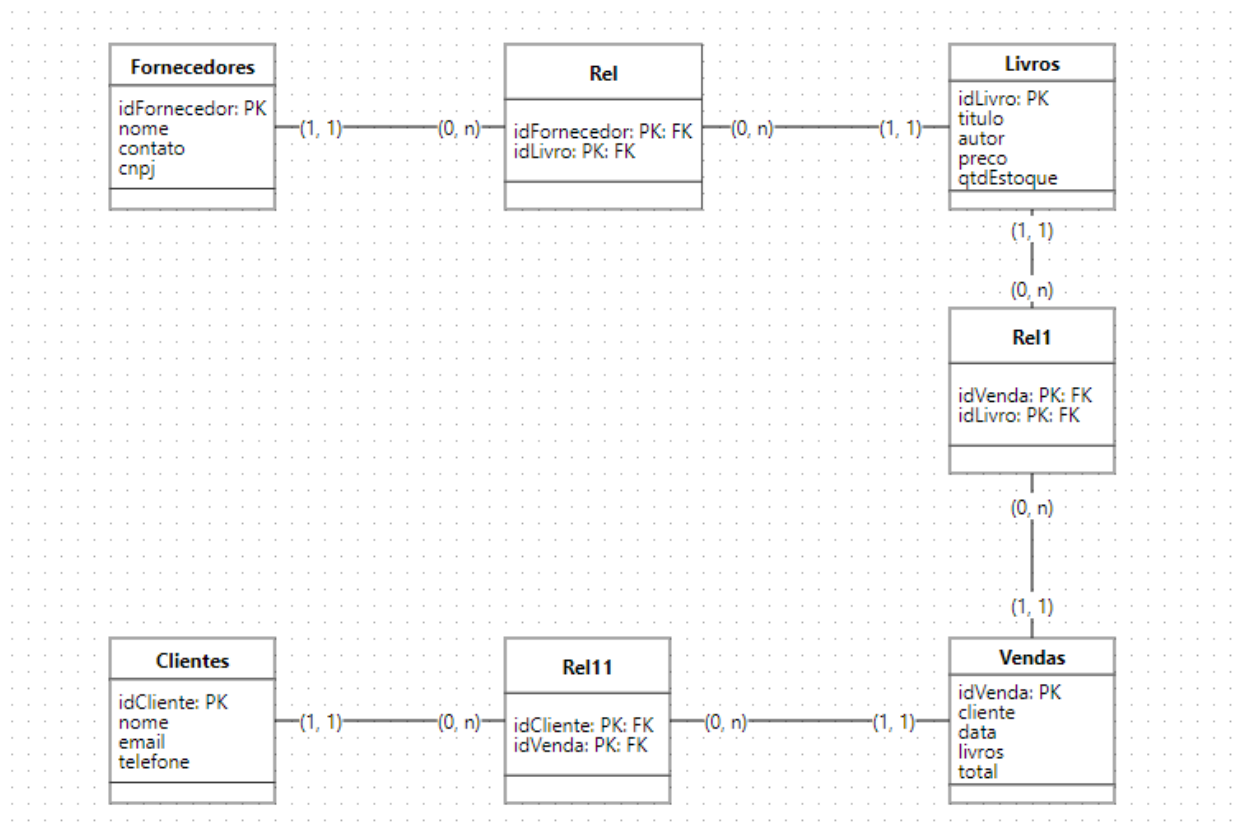 Fornecedores
idFornecedor: PK
nome
contato
cnpj
(1, 1)
(0, n)
Rel
idFornecedor: PK: FK
idLivro: PK: FK
(0, n)
(1, 1)
Livros
idLivro: PK
titulo
autor
preco
qtdEstoque
(1, 1)
(0, n)
Rel1
idVenda: PK: FK
idLivro: PK: FK
(0, n)
(1, 1)
Clientes
idCliente: PK
nome
email
telefone
(1, 1)
(0, n)
Rel11
idCliente: PK: FK
idVenda: PK: FK
(0, n)
(1, 1)
Vendas
idVenda: PK
cliente
data
livros
total